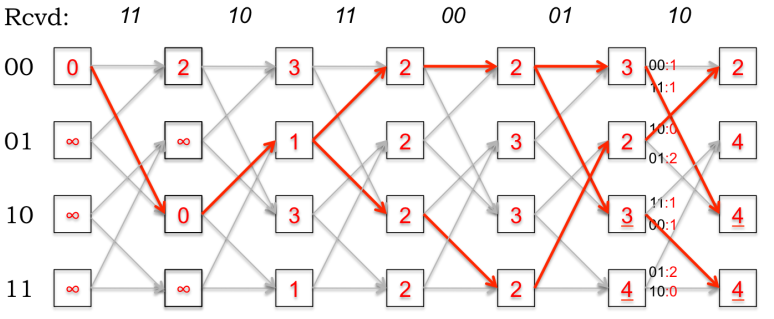 Rcvd: 11 10 11 00 01 10
00 0 2 3 2 2 3 00:1 2
11:1
01 ∞ ∞ 1 2 3 2 10:0 4
01:2
10 ∞ 0 3 2 3 3 11:1 4
00:1
11 ∞ ∞ 1 2 2 4 01:2 4
10:0